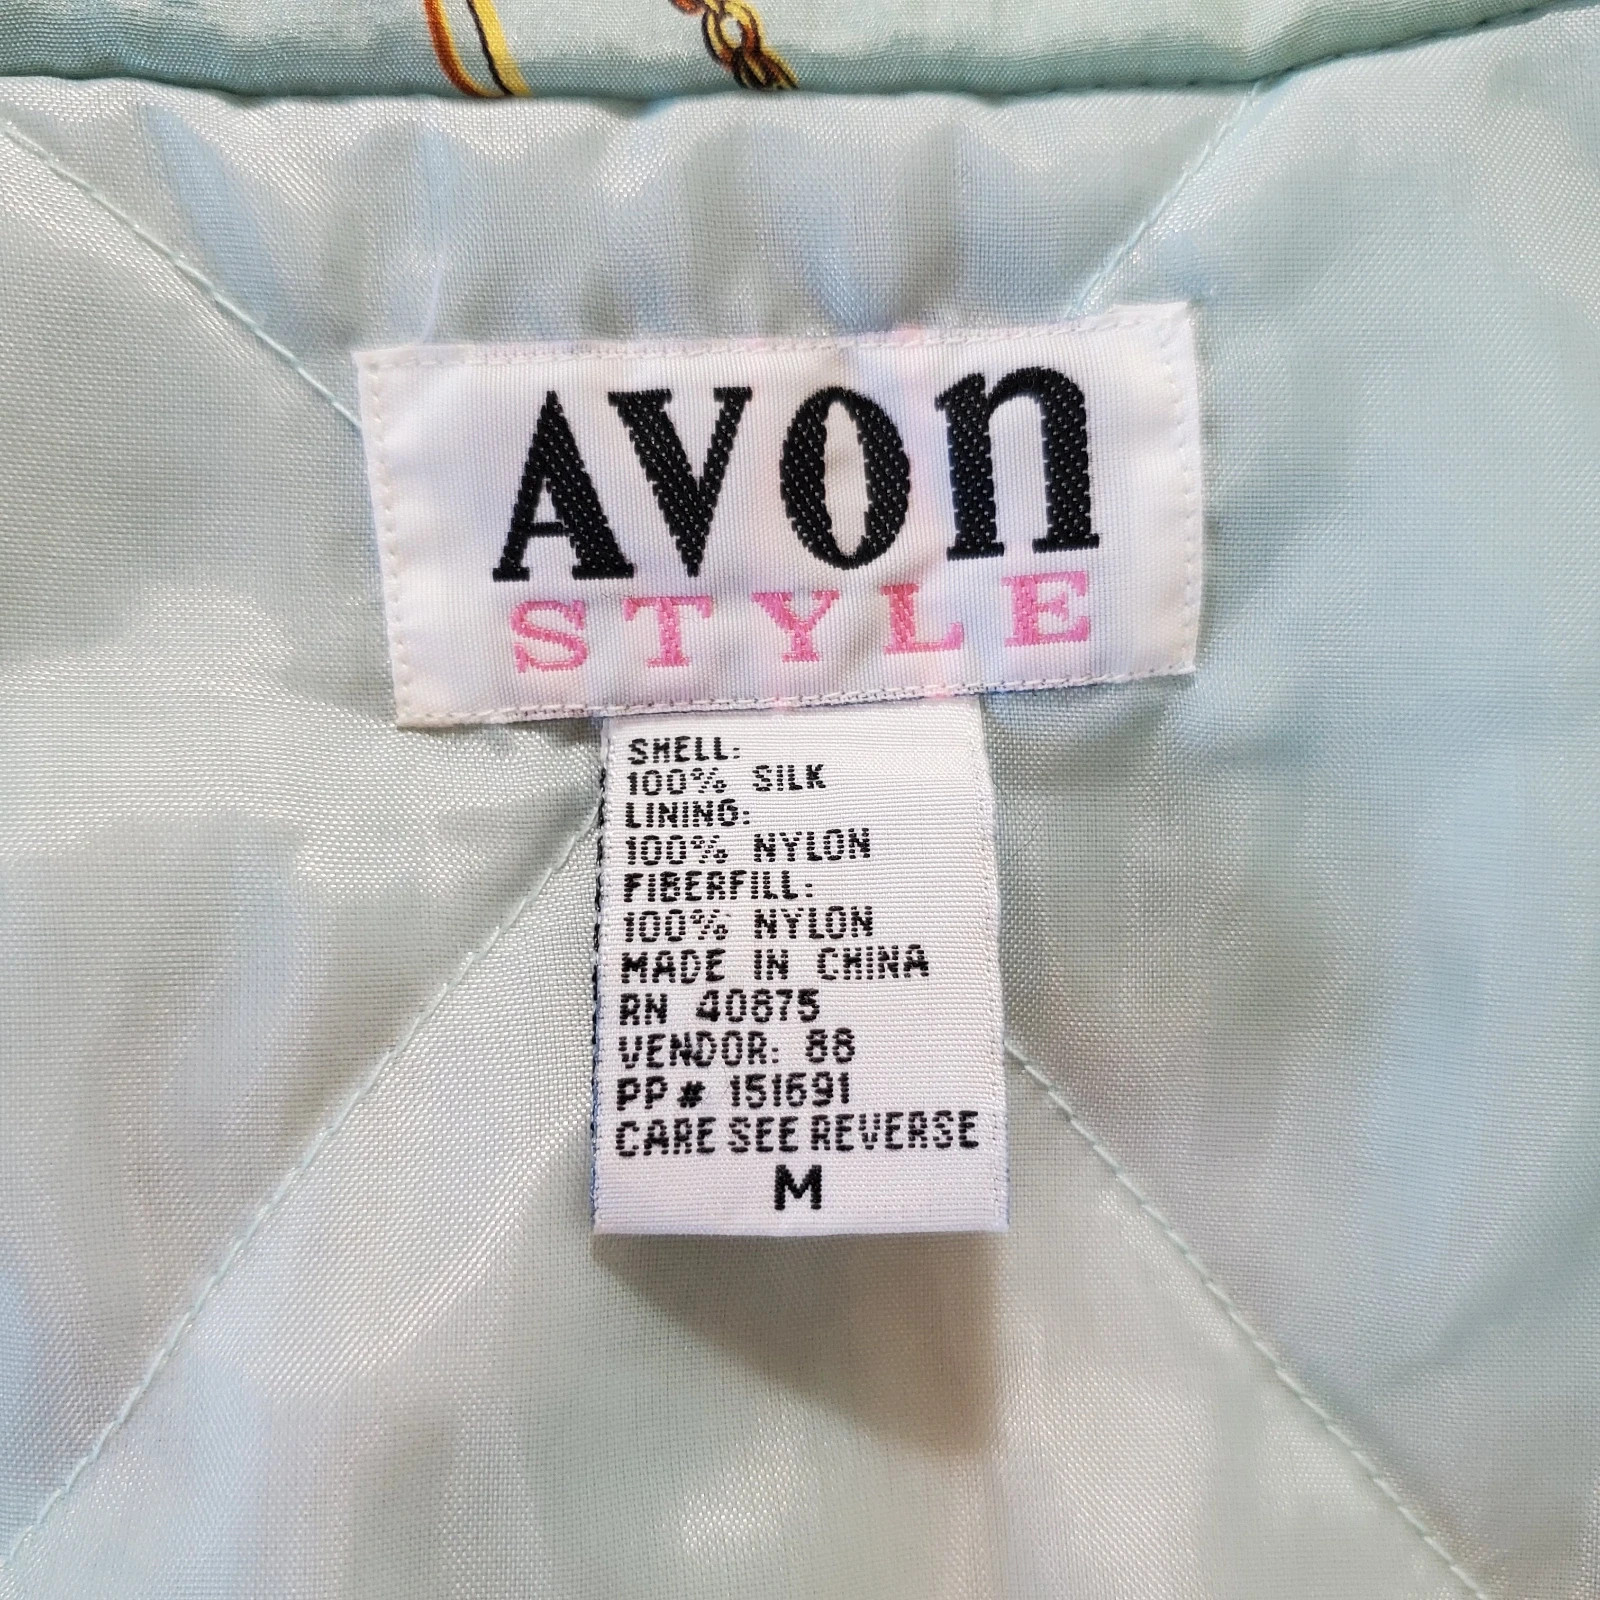 AVON
STYLE
SHELL:
100% SILK
LINING:
100% NYLON
FIBERFILL:
100% NYLON
MADE IN CHINA
RN 40875
VENDOR: 88
PP# 151691
CARE SEE REVERSE
M